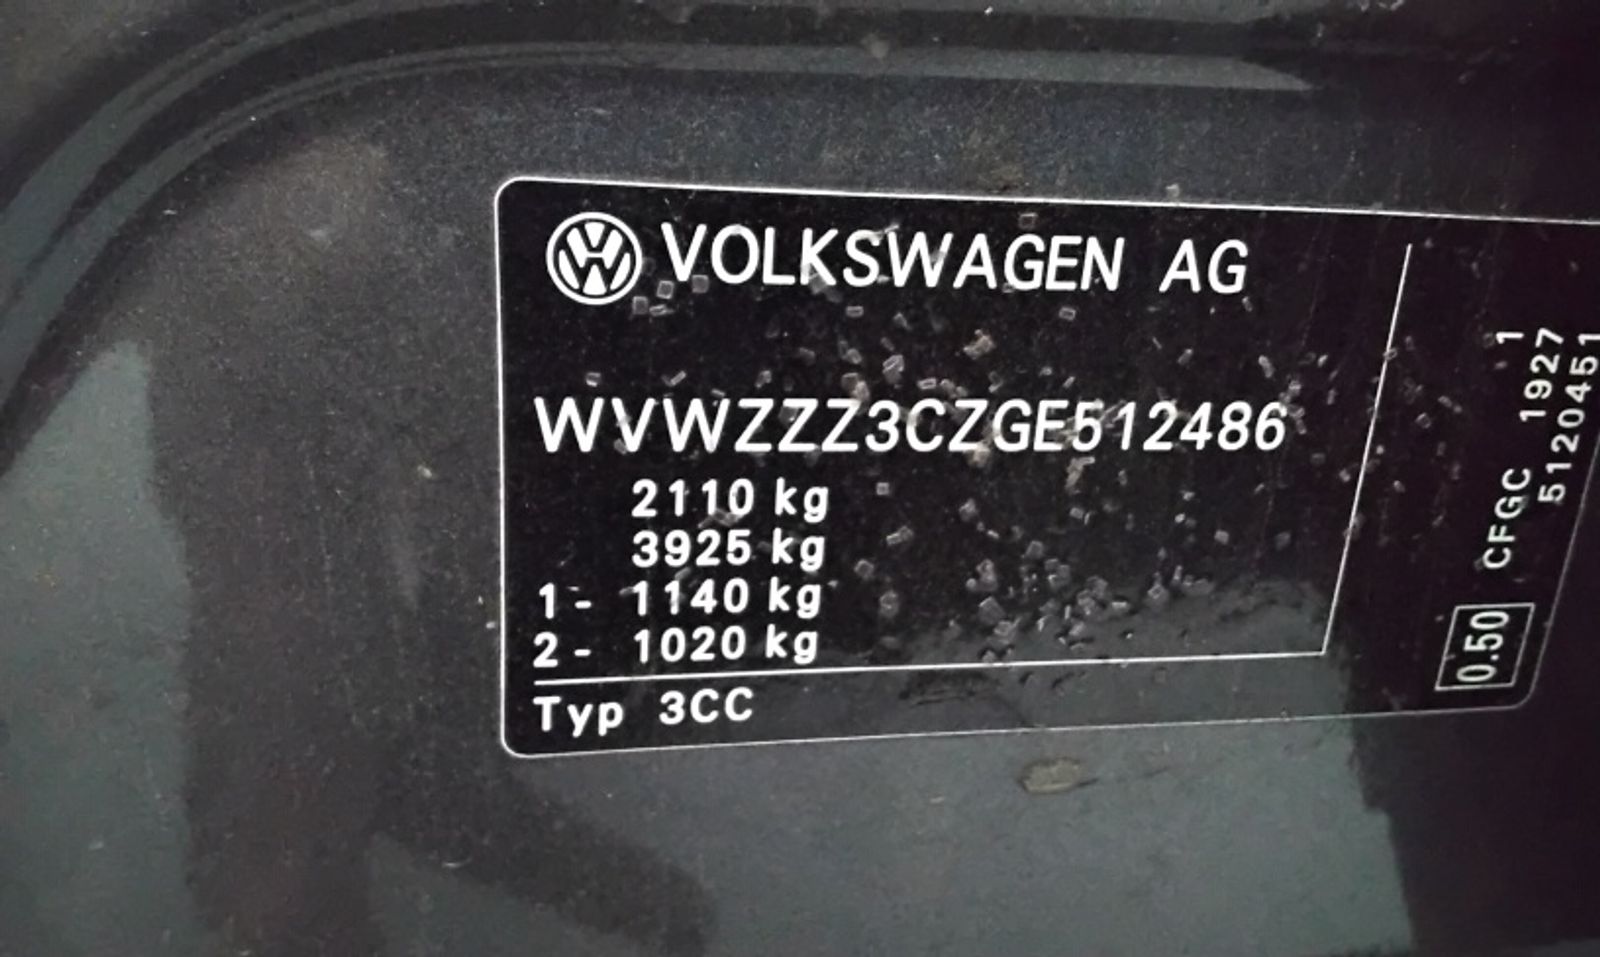 VOLKSWAGEN AG
WVWZZZ3CZGE512486
2110 kg
3925 kg
1- 1140 kg
2- 1020 kg
Typ 3CC
0.50 CFGC 1927 1
5120451